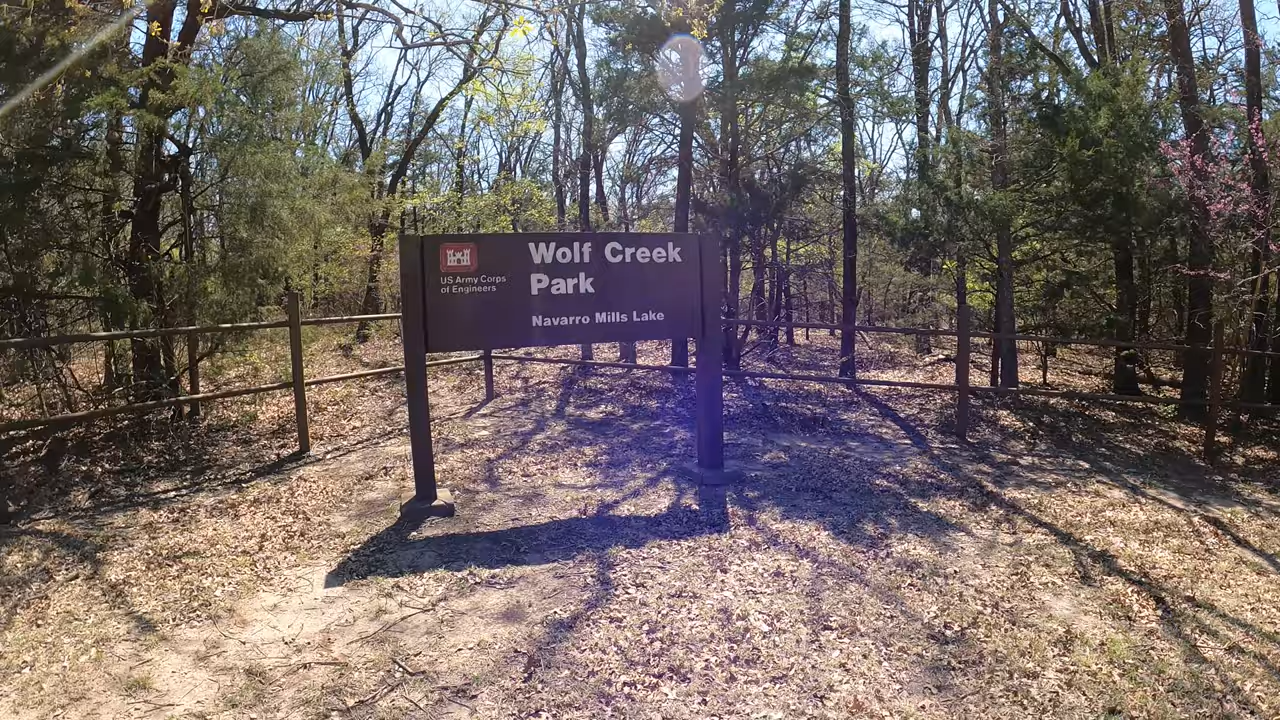 US Army Corps
of Engineers
Wolf Creek
Park
Navarro Mills Lake